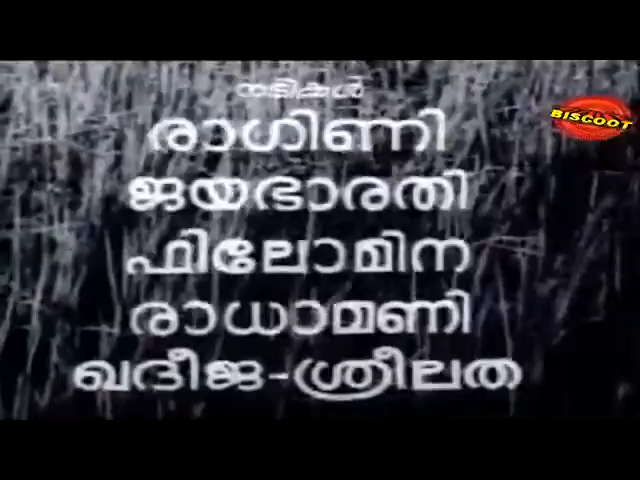 നടികൾ
രാഗിണി
ജയഭാരതി
ഫിലോമിന
രാധാമണി
ഖദീജ-ശ്രീലത
BISCOOT